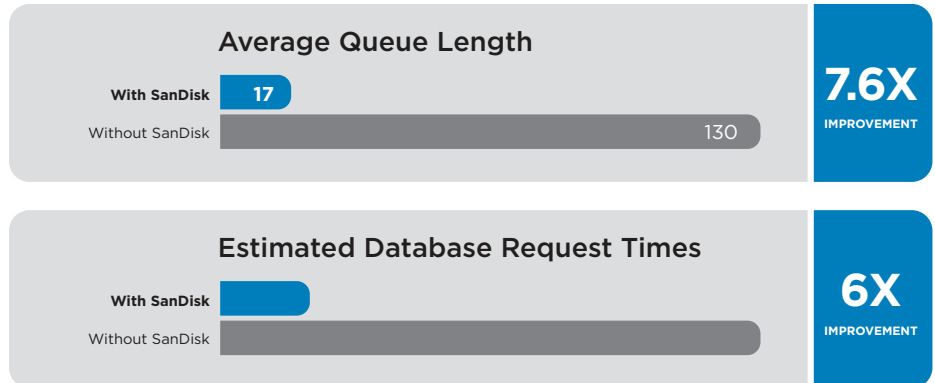 Average Queue Length
With SanDisk 17
Without SanDisk 130
7.6X
IMPROVEMENT
Estimated Database Request Times
With SanDisk
Without SanDisk
6X
IMPROVEMENT